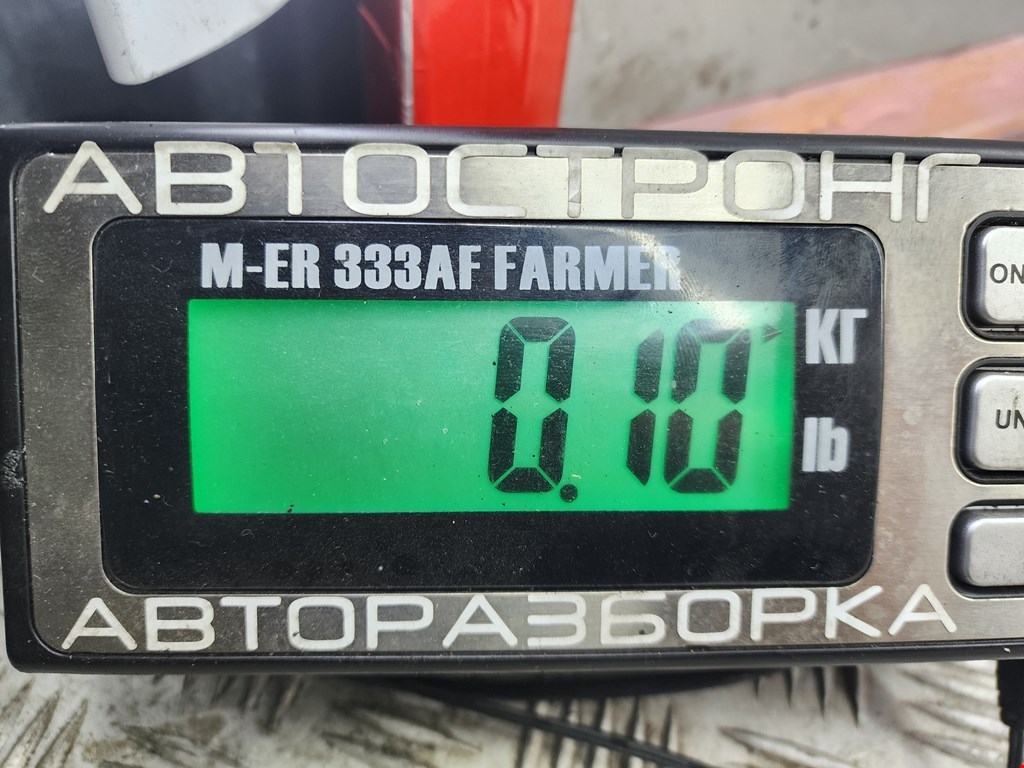 АВТОСТРОНГ
M-ER 333AF FARMER
0.10
КГ
lb
ON
UN
АВТОРАЗБОРКА